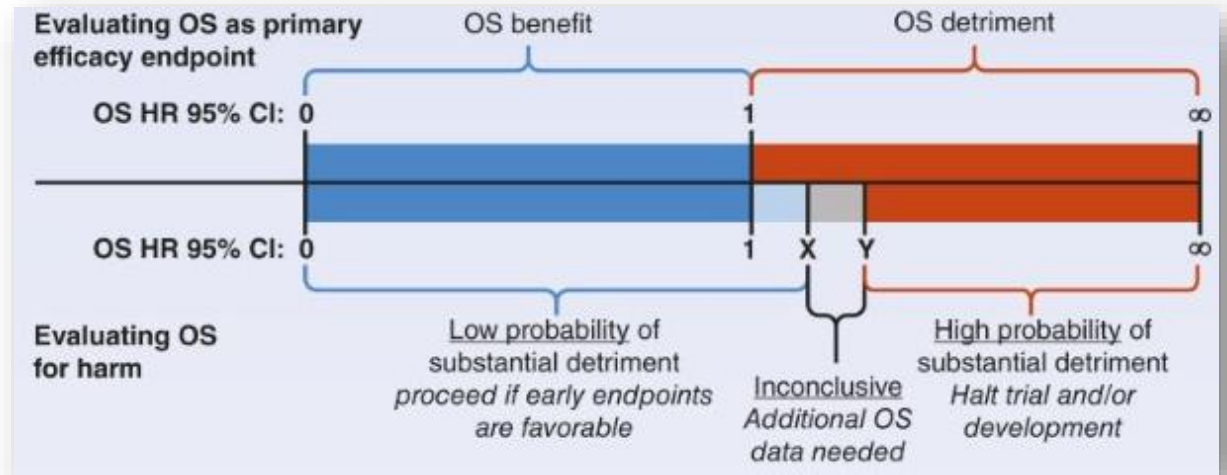 Evaluating OS as primary
efficacy endpoint
OS benefit
OS detriment
OS HR 95% CI: 0 1 ∞
OS HR 95% CI: 0 1 X Y ∞
Evaluating OS
for harm
Low probability of
substantial detriment
proceed if early endpoints
are favorable
Inconclusive
Additional OS
data needed
High probability of
substantial detriment
Halt trial and/or
development